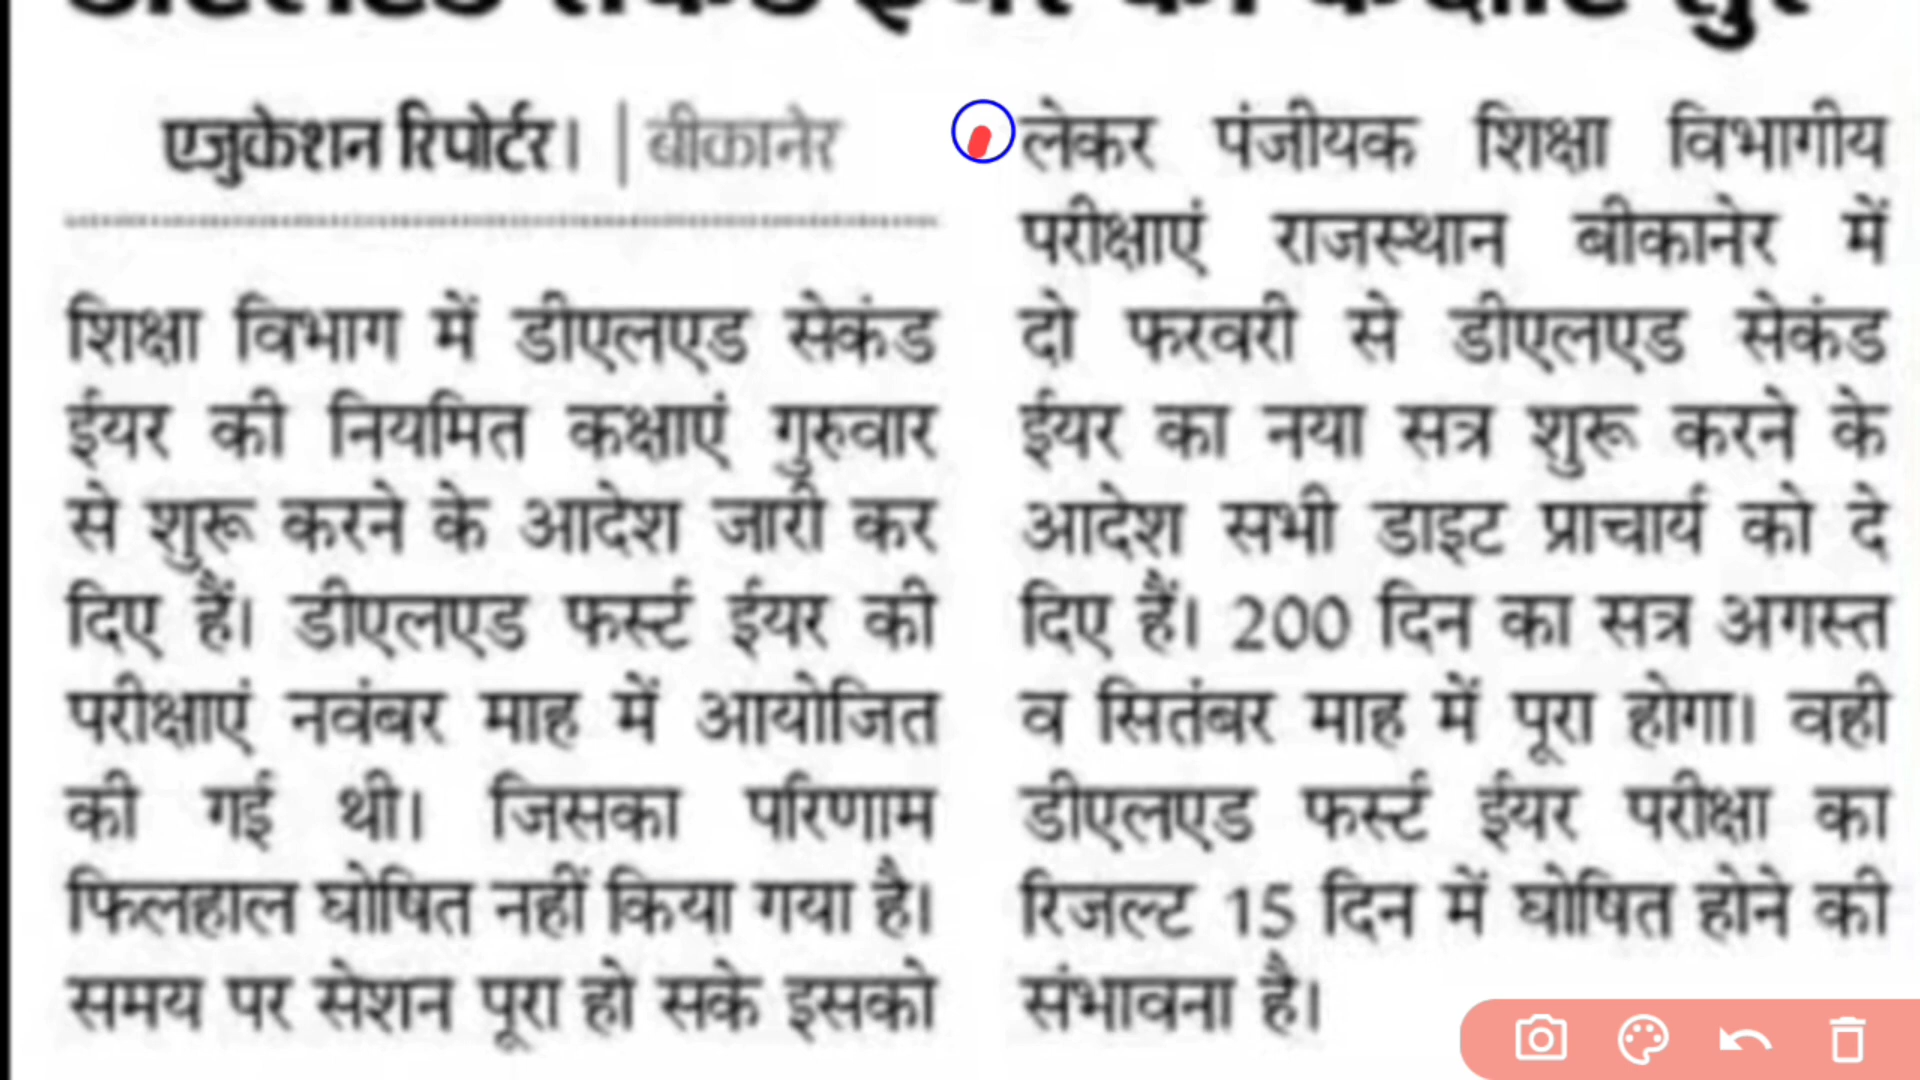 एजुकेशन रिपोर्टर। | बीकानेर
शिक्षा विभाग में डीएलएड सेकंड
ईयर की नियमित कक्षाएं गुरुवार
से शुरू करने के आदेश जारी कर
दिए हैं। डीएलएड फर्स्ट ईयर की
परीक्षाएं नवंबर माह में आयोजित
की गई थी। जिसका परिणाम
फिलहाल घोषित नहीं किया गया है।
समय पर सेशन पूरा हो सके इसको
लेकर पंजीयक शिक्षा विभागीय
परीक्षाएं राजस्थान बीकानेर में
दो फरवरी से डीएलएड सेकंड
ईयर का नया सत्र शुरू करने के
आदेश सभी डाइट प्राचार्य को दे
दिए हैं। 200 दिन का सत्र अगस्त
व सितंबर माह में पूरा होगा। वही
डीएलएड फर्स्ट ईयर परीक्षा का
रिजल्ट 15 दिन में घोषित होने की
संभावना है।